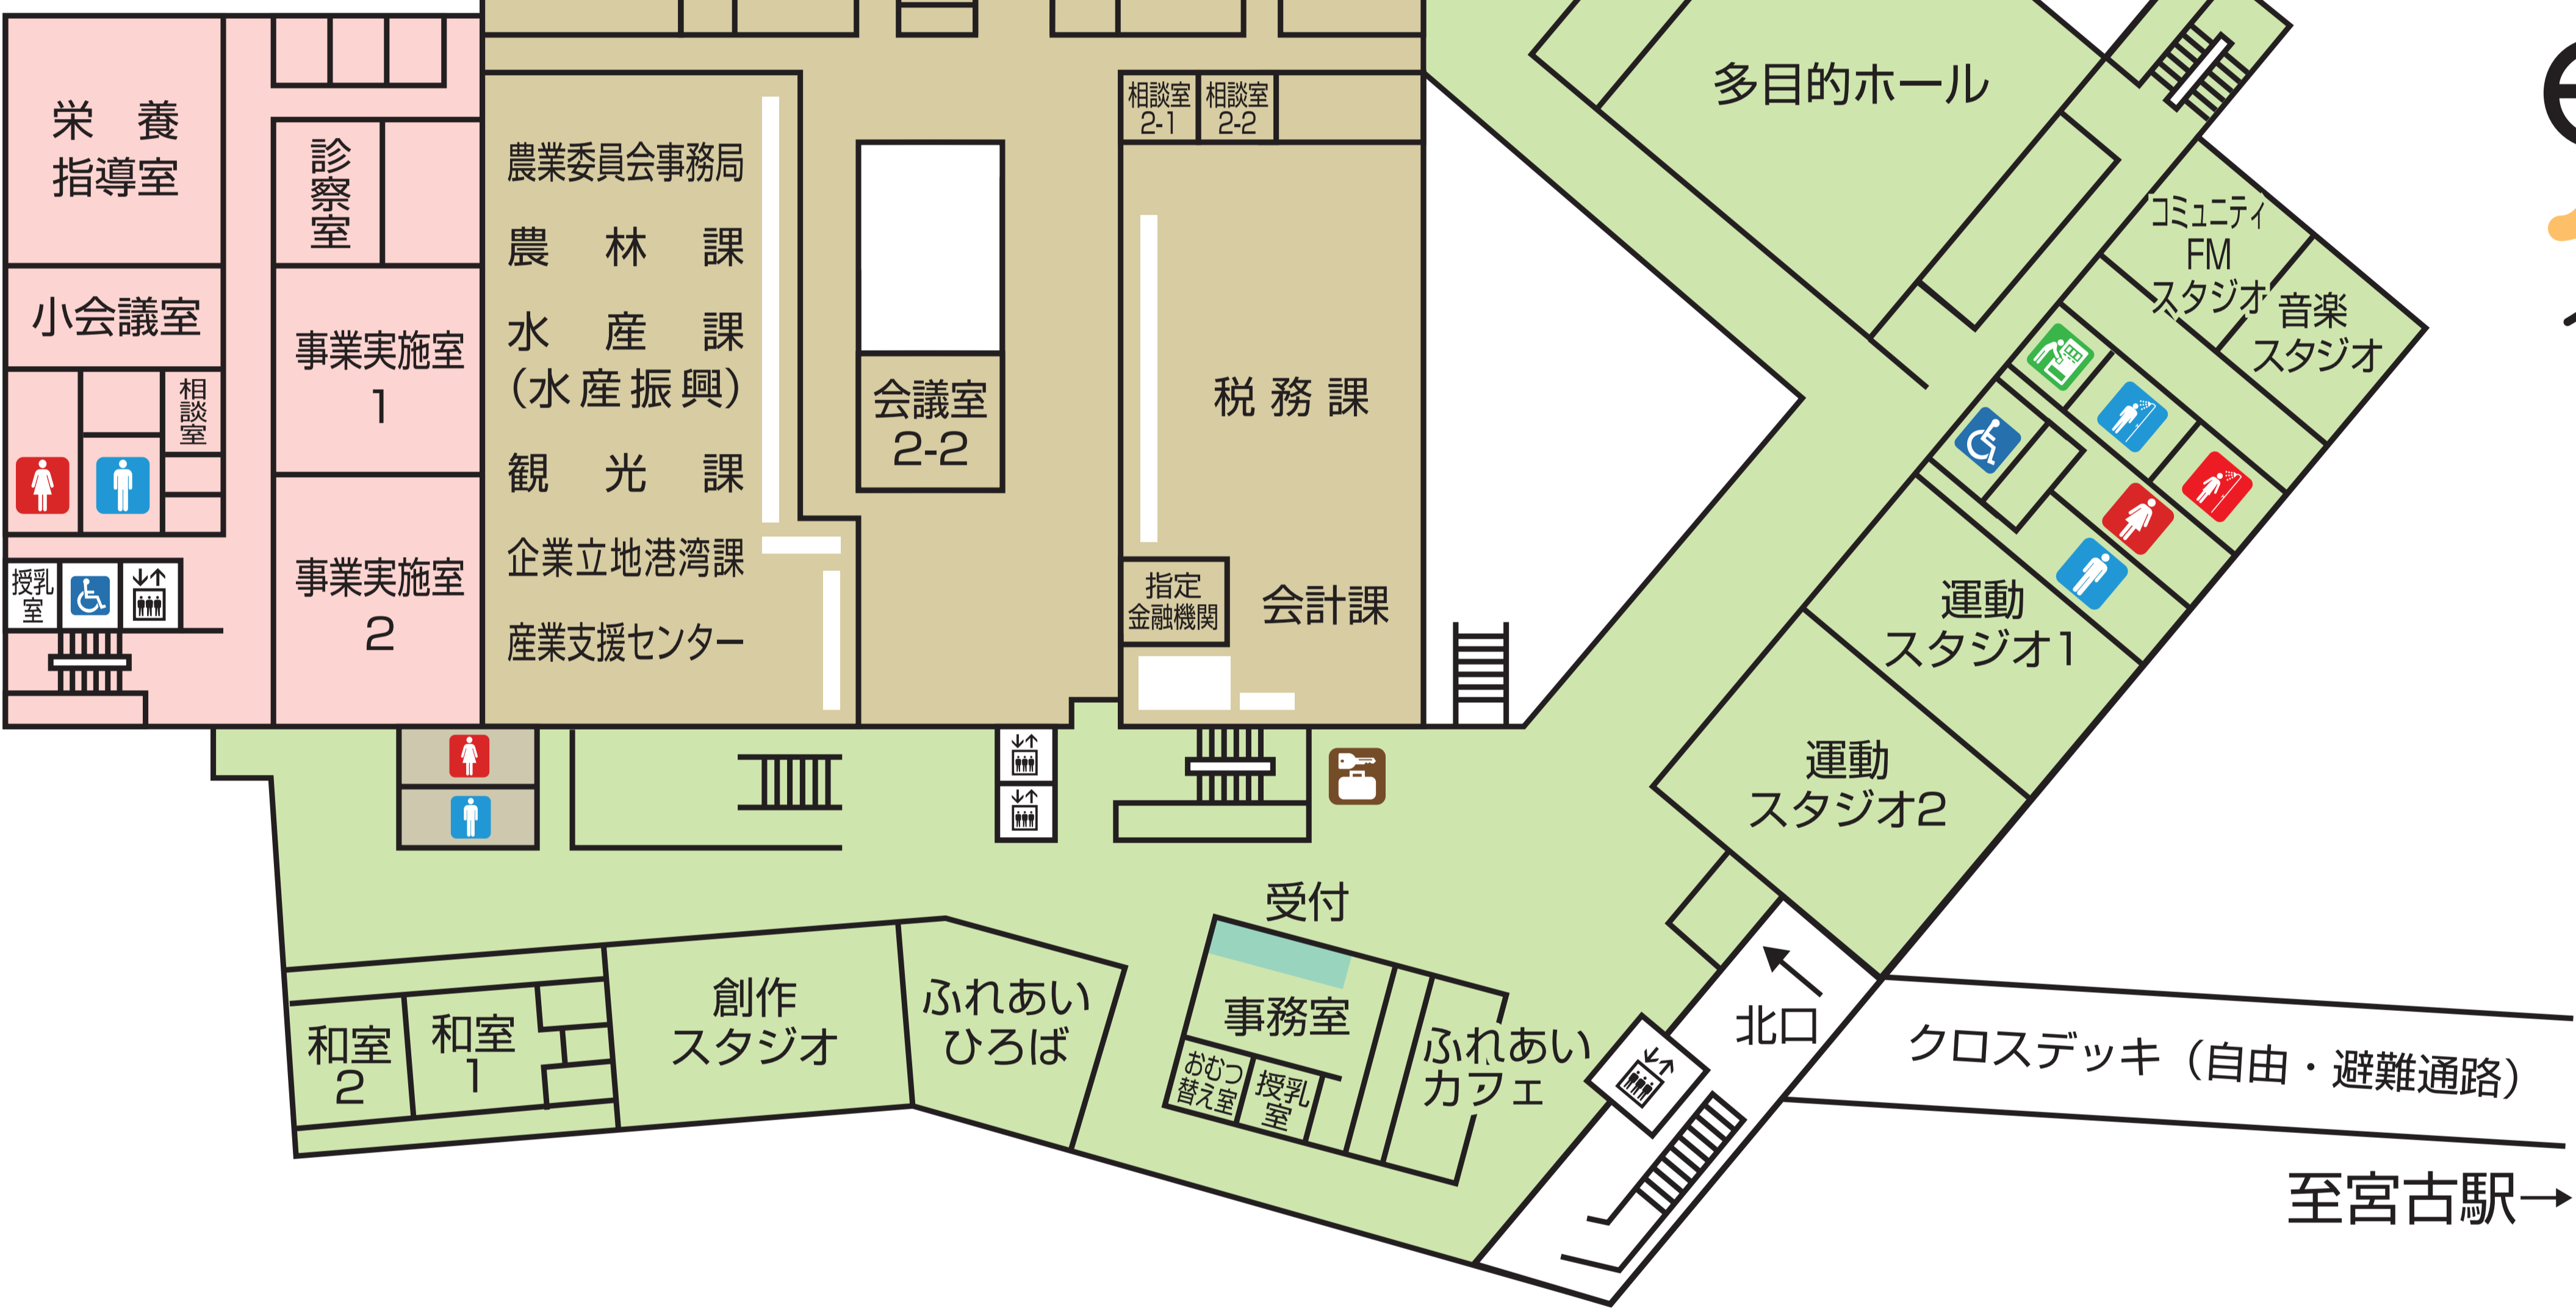 栄　養
指導室
診察室
小会議室
事業実施室
1
相談室
事業実施室
2
授乳
室
農業委員会事務局
農　林　課
水　産　課
（水産振興）
観　光　課
企業立地港湾課
産業支援センター
会議室
2-2
相談室
2-1
相談室
2-2
税務課
指定
金融機関
会計課
多目的ホール
コミュニティ
FM
スタジオ
音楽
スタジオ
運動
スタジオ1
運動
スタジオ2
受付
事務室
おむつ
替え室
授乳
室
ふれあい
カフェ
ふれあい
ひろば
創作
スタジオ
和室
1
和室
2
北口
クロスデッキ（自由・避難通路）
至宮古駅→